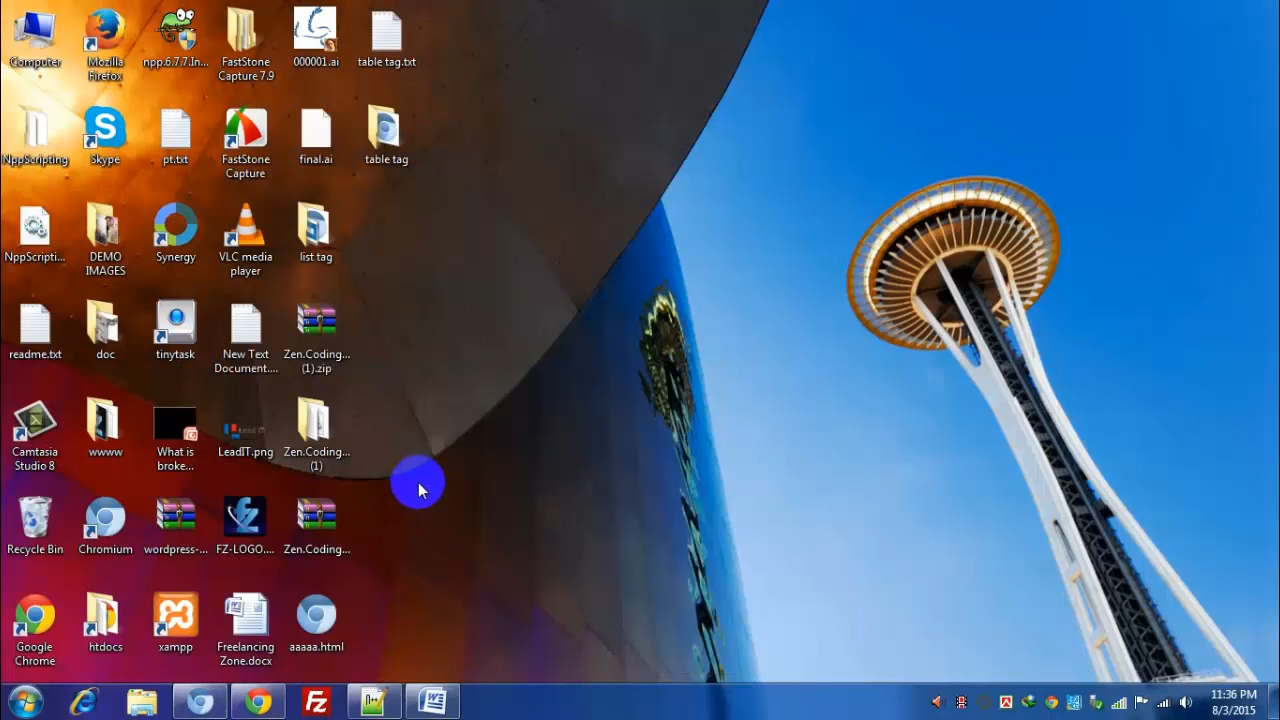 Computer
Mozilla
Firefox
npp.6.7.7.In...
FastStone
Capture 7.9
000001.ai
table tag.txt
NppScripting
Skype
pt.txt
FastStone
Capture
final.ai
table tag
NppScripti...
DEMO
IMAGES
Synergy
VLC media
player
list tag
readme.txt
doc
tinytask
New Text
Document....
Zen.Coding...
(1).zip
Camtasia
Studio 8
wwww
What is
broke...
LeadIT.png
Zen.Coding...
(1)
Recycle Bin
Chromium
wordpress-...
FZ-LOGO....
Zen.Coding...
Google
Chrome
htdocs
xampp
Freelancing
Zone.docx
aaaaa.html
11:36 PM
8/3/2015